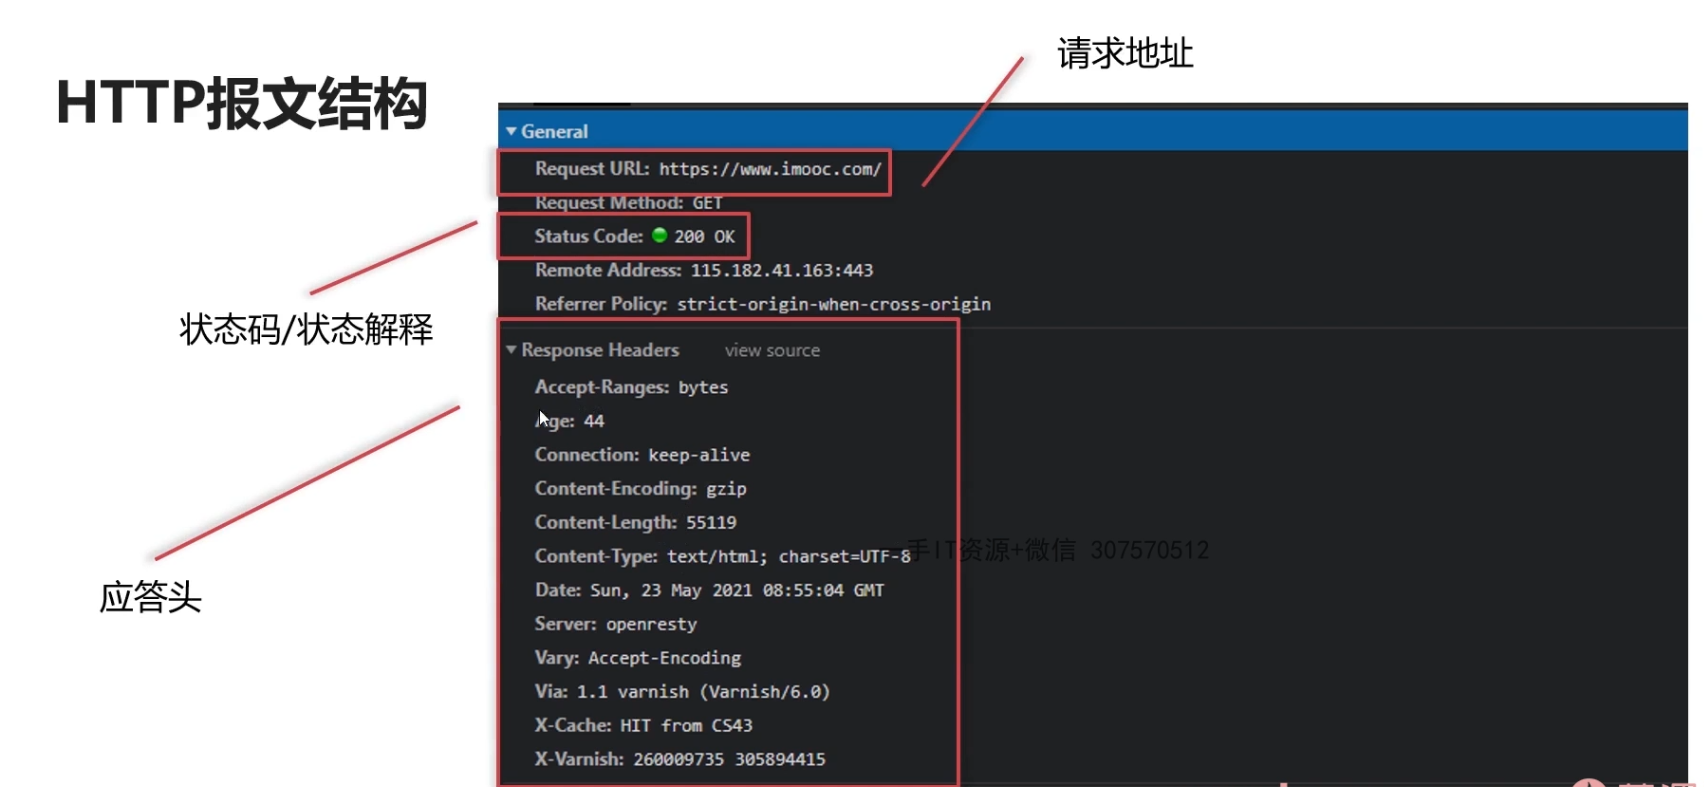 请求地址
HTTP报文结构
General
Request URL: https://www.imooc.com/
Request Method: GET
Status Code: 200 OK
Remote Address: 115.182.41.163:443
Referrer Policy: strict-origin-when-cross-origin
状态码/状态解释
Response Headers view source
Accept-Ranges: bytes
Age: 44
Connection: keep-alive
Content-Encoding: gzip
Content-Length: 55119
Content-Type: text/html; charset=UTF-8
一手IT资源+微信 307570512
Date: Sun, 23 May 2021 08:55:04 GMT
应答头
Server: openresty
Vary: Accept-Encoding
Via: 1.1 varnish (Varnish/6.0)
X-Cache: HIT from CS43
X-Varnish: 260009735 305894415